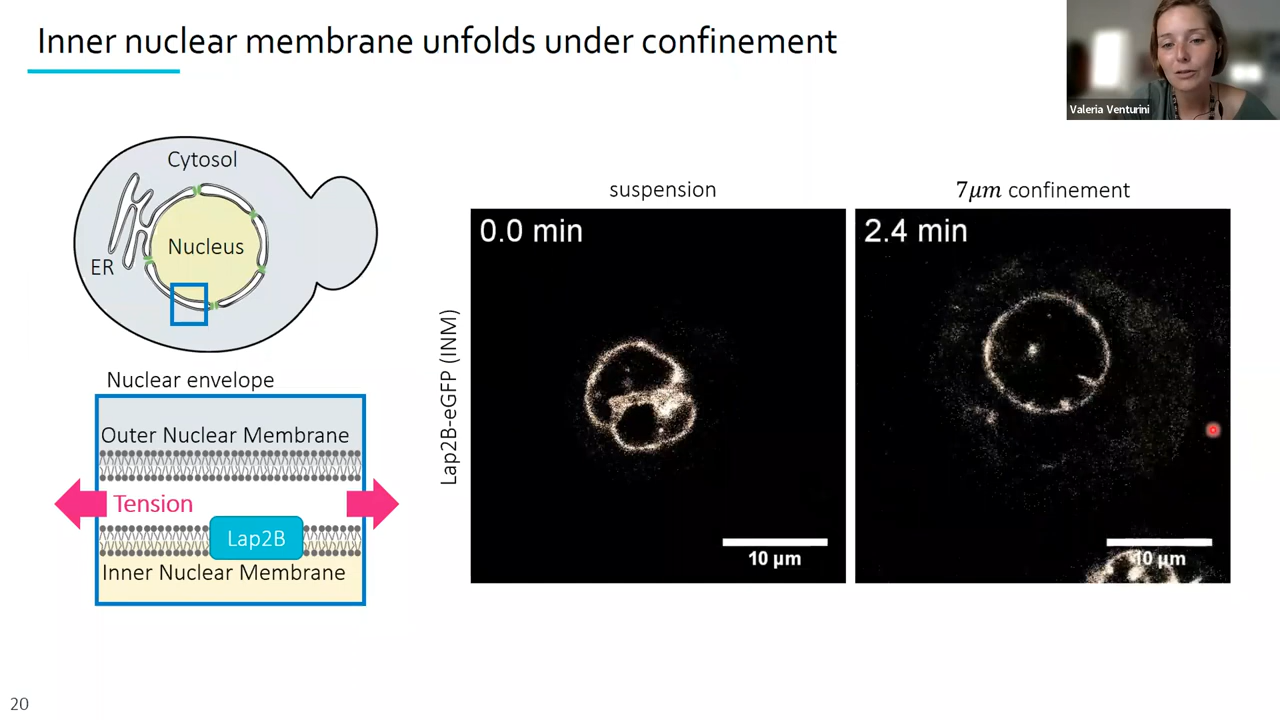 Inner nuclear membrane unfolds under confinement
Valeria Venturini
Cytosol
Nucleus
ER
Nuclear envelope
Outer Nuclear Membrane
Tension
Lap2B
Inner Nuclear Membrane
Lap2B-eGFP (INM)
suspension
0.0 min
10 µm
7µm confinement
2.4 min
10 µm
20